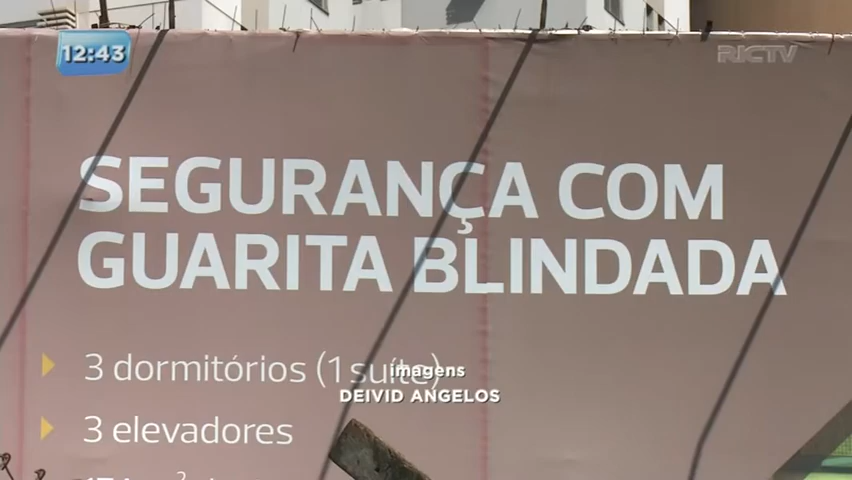 12:43
RICTV
SEGURANÇA COM
GUARITA BLINDADA
3 dormitórios (1 suíte)
imagens
DEIVID ANGELOS
3 elevadores